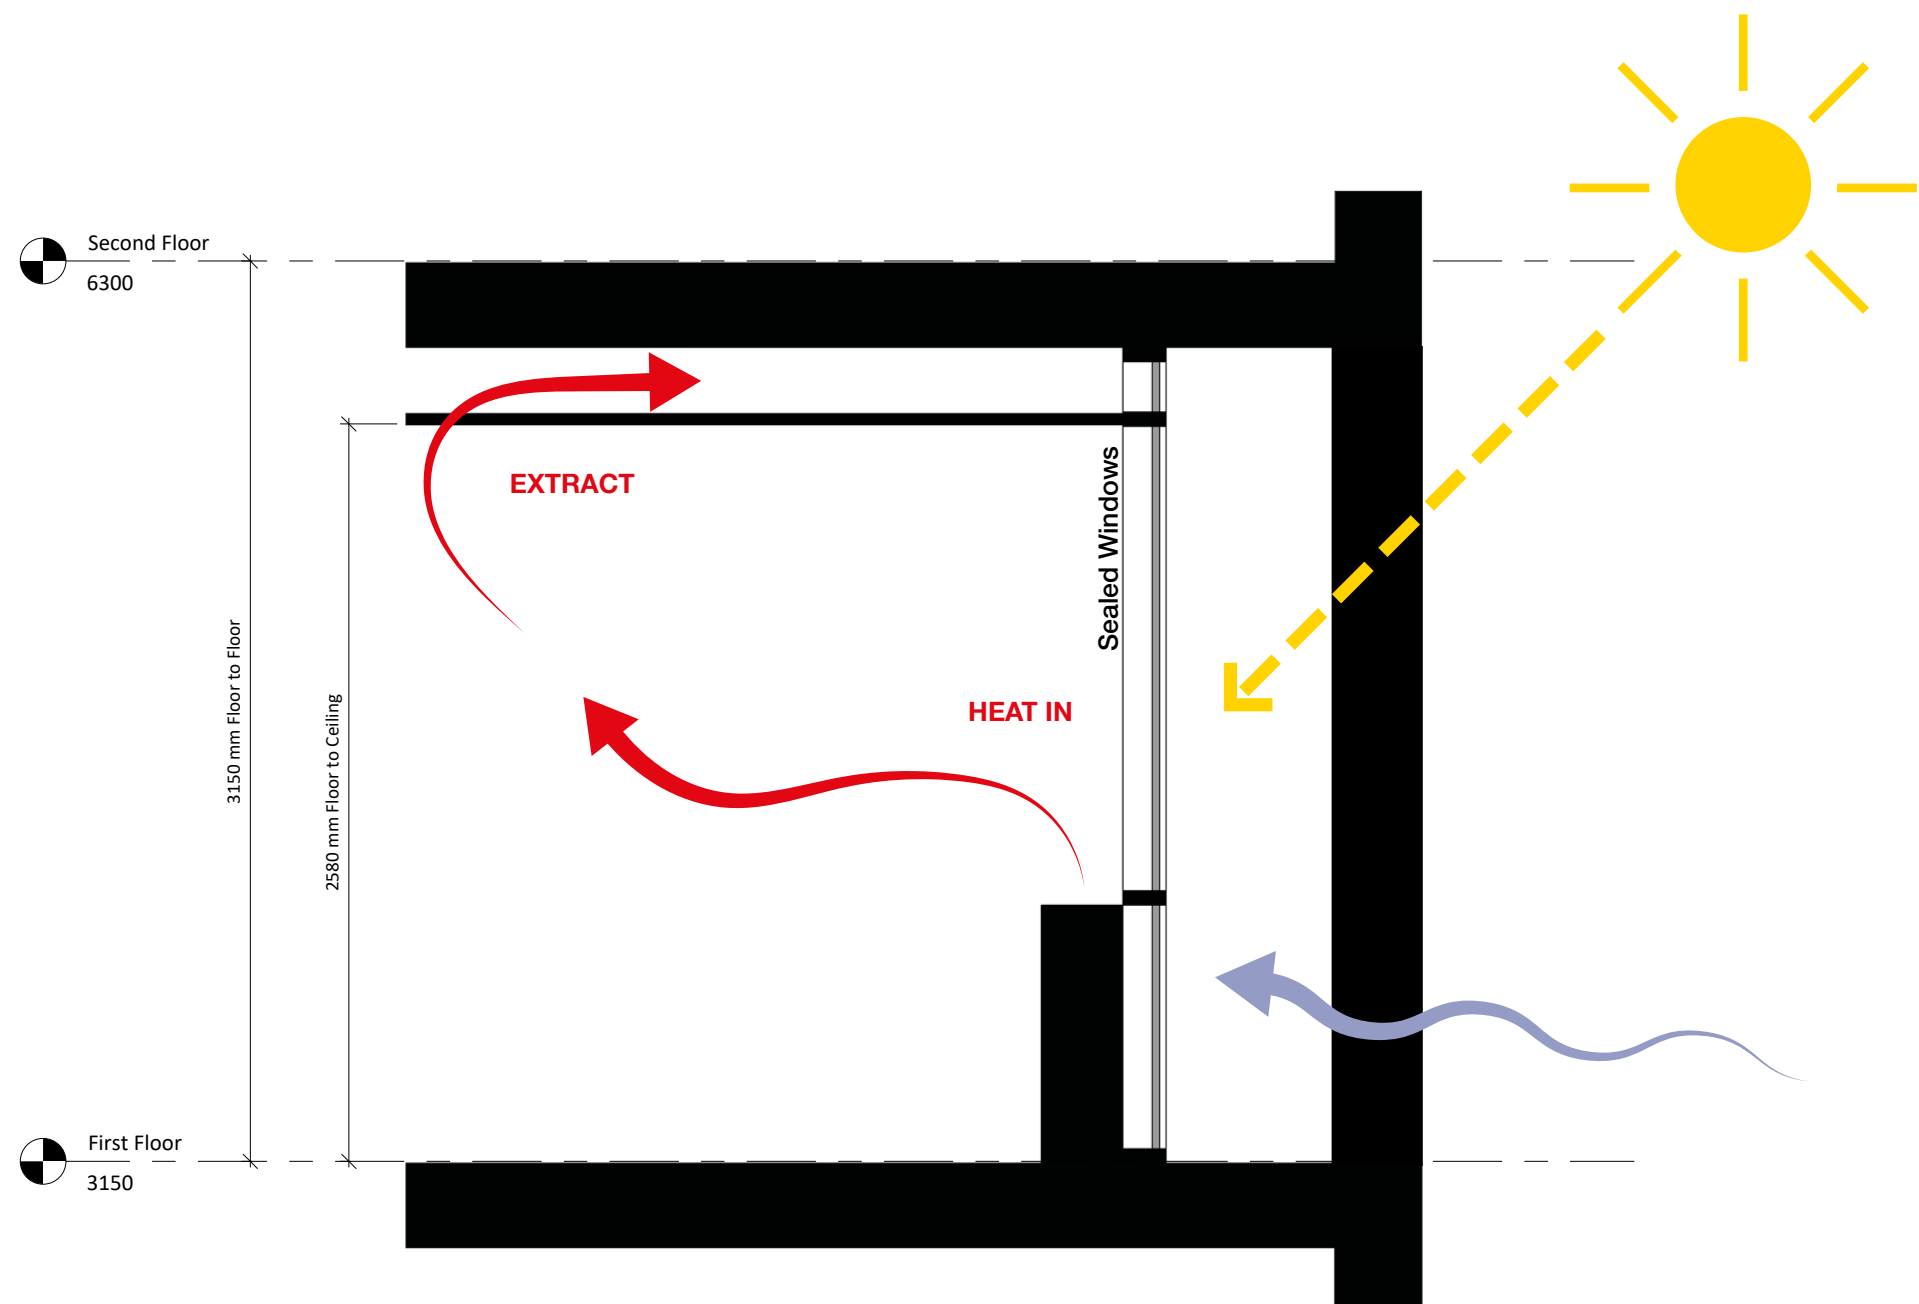 Second Floor
6300
EXTRACT
Sealed Windows
3150 mm Floor to Floor
2580 mm Floor to Ceiling
HEAT IN
First Floor
3150